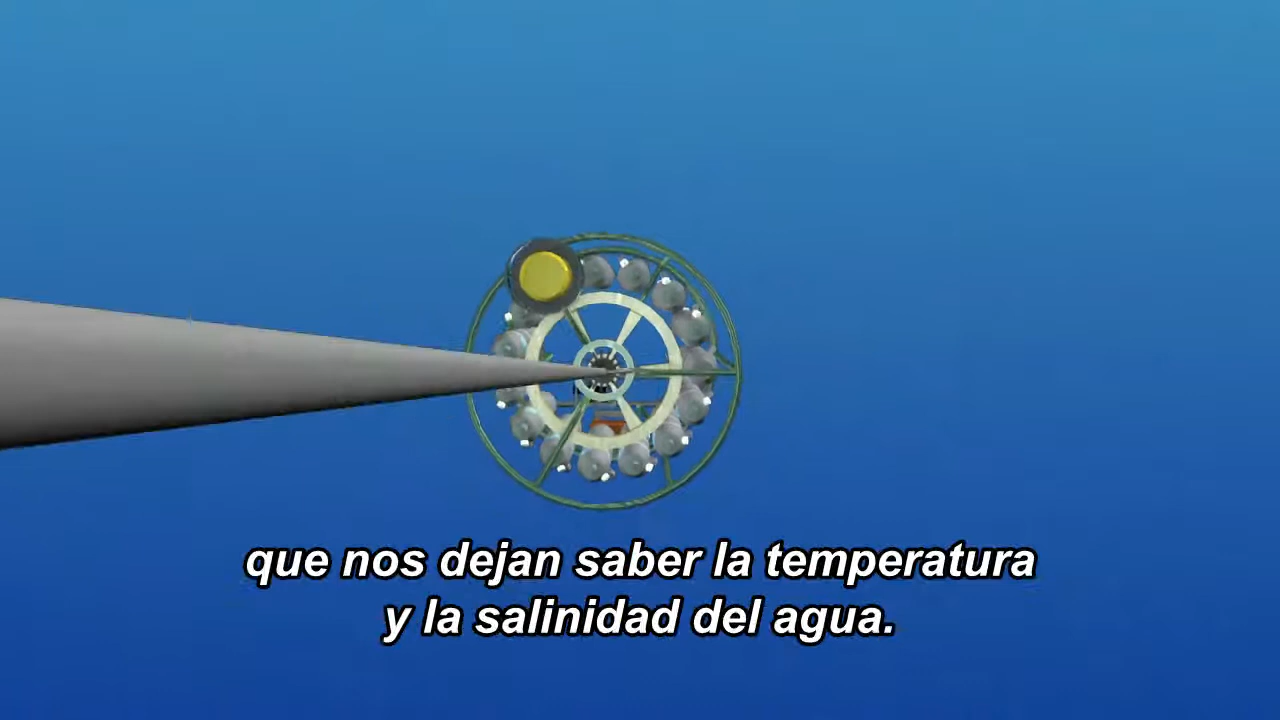 que nos dejan saber la temperatura
y la salinidad del agua.